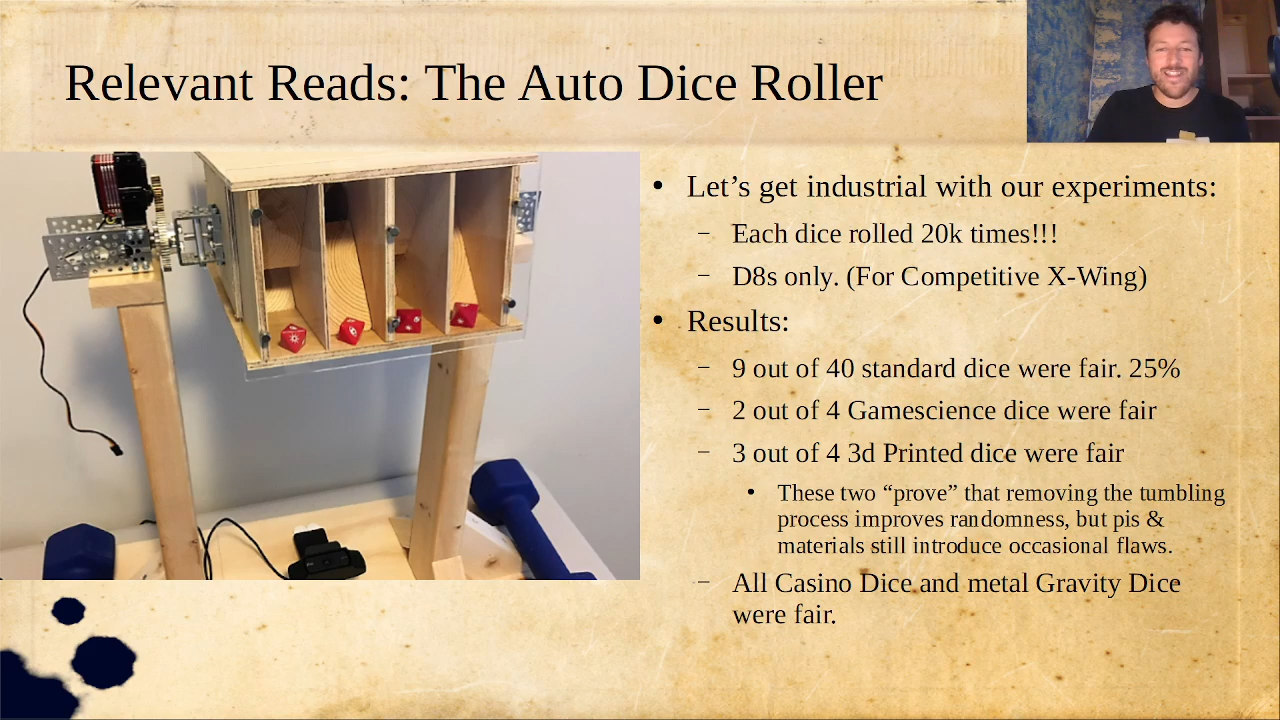 Relevant Reads: The Auto Dice Roller
• Let’s get industrial with our experiments:
– Each dice rolled 20k times!!!
– D8s only. (For Competitive X-Wing)
• Results:
– 9 out of 40 standard dice were fair. 25%
– 2 out of 4 Gamescience dice were fair
– 3 out of 4 3d Printed dice were fair
• These two “prove” that removing the tumbling
process improves randomness, but pis &
materials still introduce occasional flaws.
– All Casino Dice and metal Gravity Dice
were fair.